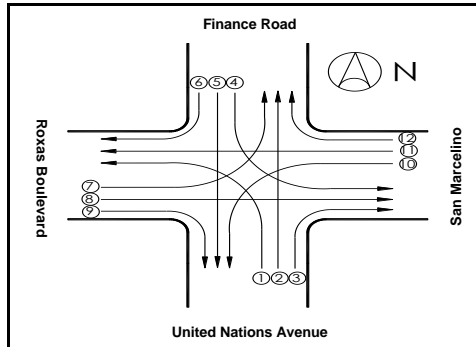 Finance Road
N
6 5 4
Roxas Boulevard
San Marcelino
12
11
10
7
8
9
1 2 3
United Nations Avenue